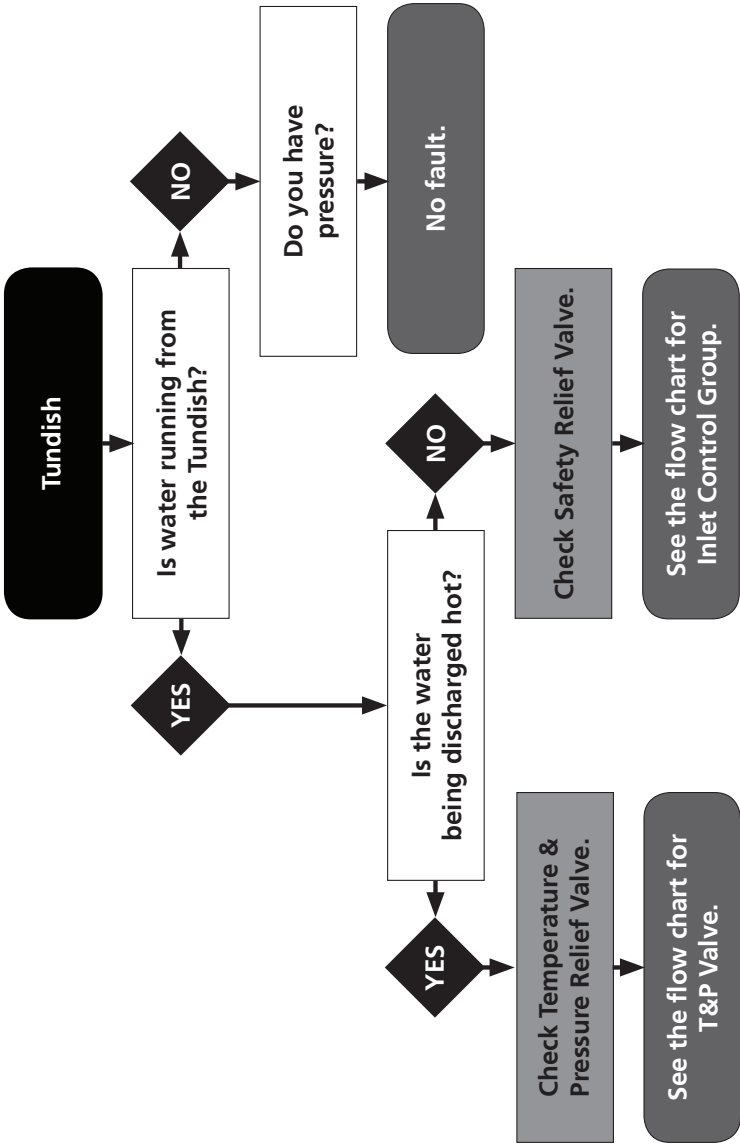 Tundish
Is water running from
the Tundish?
NO
Do you have
pressure?
No fault.
YES
Is the water
being discharged hot?
NO
Check Safety Relief Valve.
See the flow chart for
Inlet Control Group.
YES
Check Temperature &
Pressure Relief Valve.
See the flow chart for
T&P Valve.